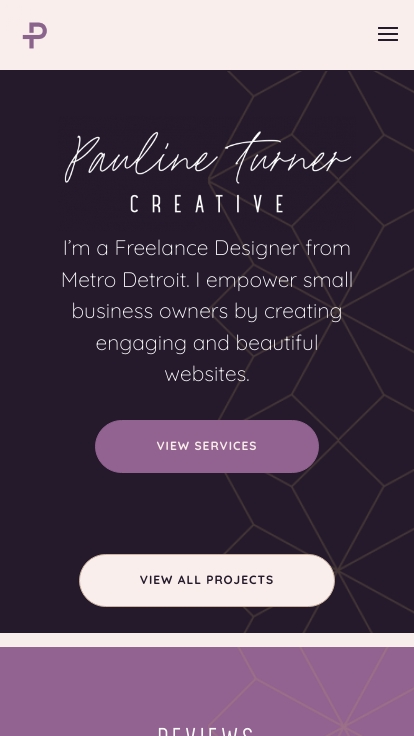 Pauline Turner
CREATIVE
I'm a Freelance Designer from
Metro Detroit. I empower small
business owners by creating
engaging and beautiful
websites.
VIEW SERVICES
VIEW ALL PROJECTS
REVIEWS